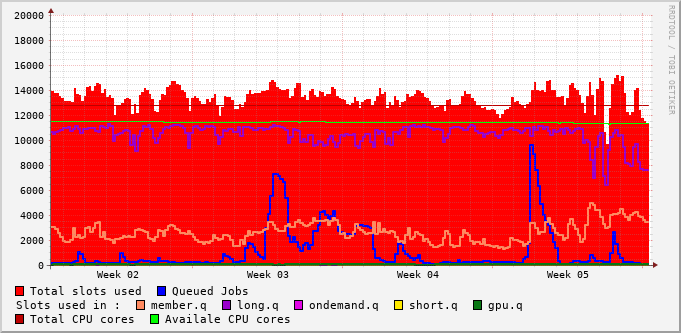 20000
18000
16000
14000
12000
10000
8000
6000
4000
2000
0
Week 02 Week 03 Week 04 Week 05
Total slots used Queued Jobs
Slots used in : member.q long.q ondemand.q short.q gpu.q
Total CPU cores Availale CPU cores
RRDTOOL / TOBI OETIKER